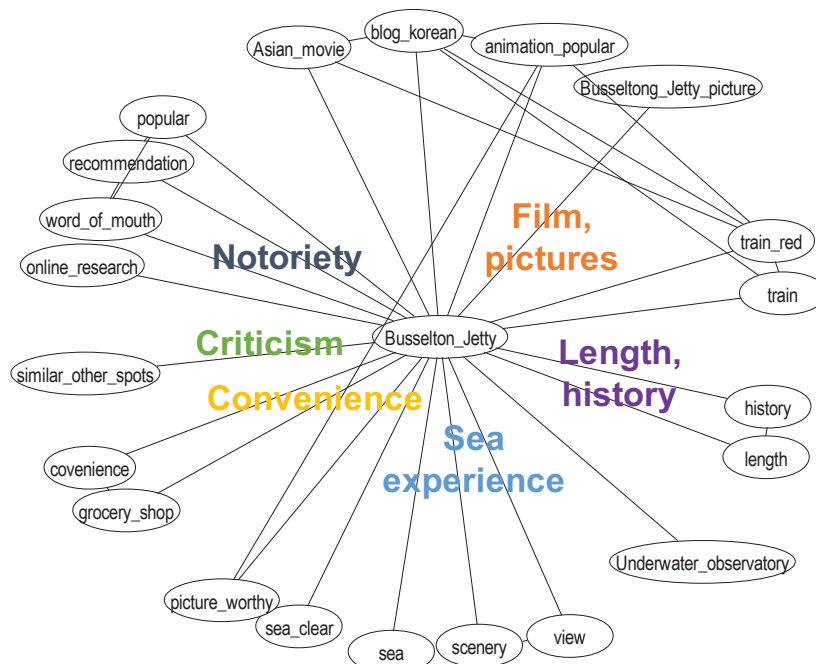 blog_korean
Asian_movie
animation_popular
Busseltong_Jetty_picture
popular
recommendation
word_of_mouth
online_research
Notoriety
Film,
pictures
train_red
train
Busselton_Jetty
Criticism
Convenience
Length,
history
similar_other_spots
history
length
Sea
experience
covenience
grocery_shop
Underwater_observatory
picture_worthy
sea_clear
sea
scenery
view